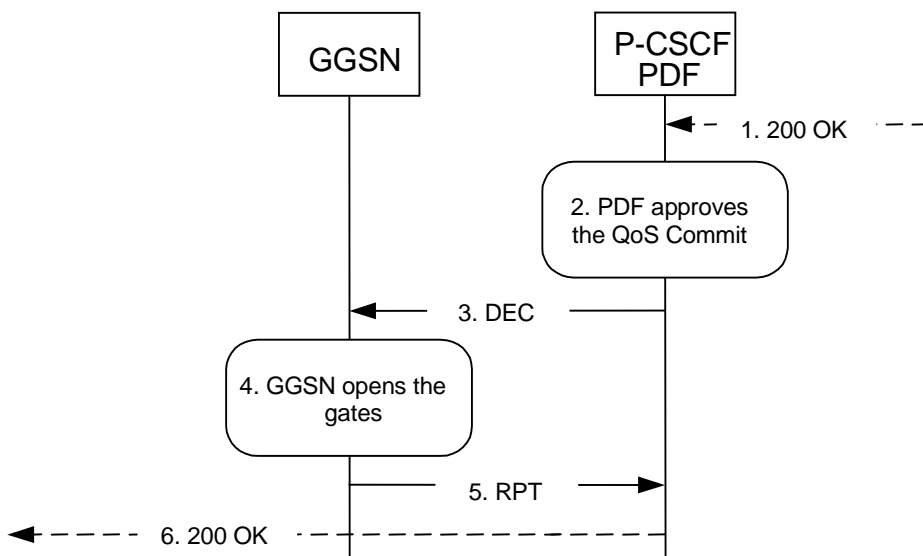 GGSN
P-CSCF
PDF
1. 200 OK
2. PDF approves
the QoS Commit
3. DEC
4. GGSN opens the
gates
5. RPT
6. 200 OK